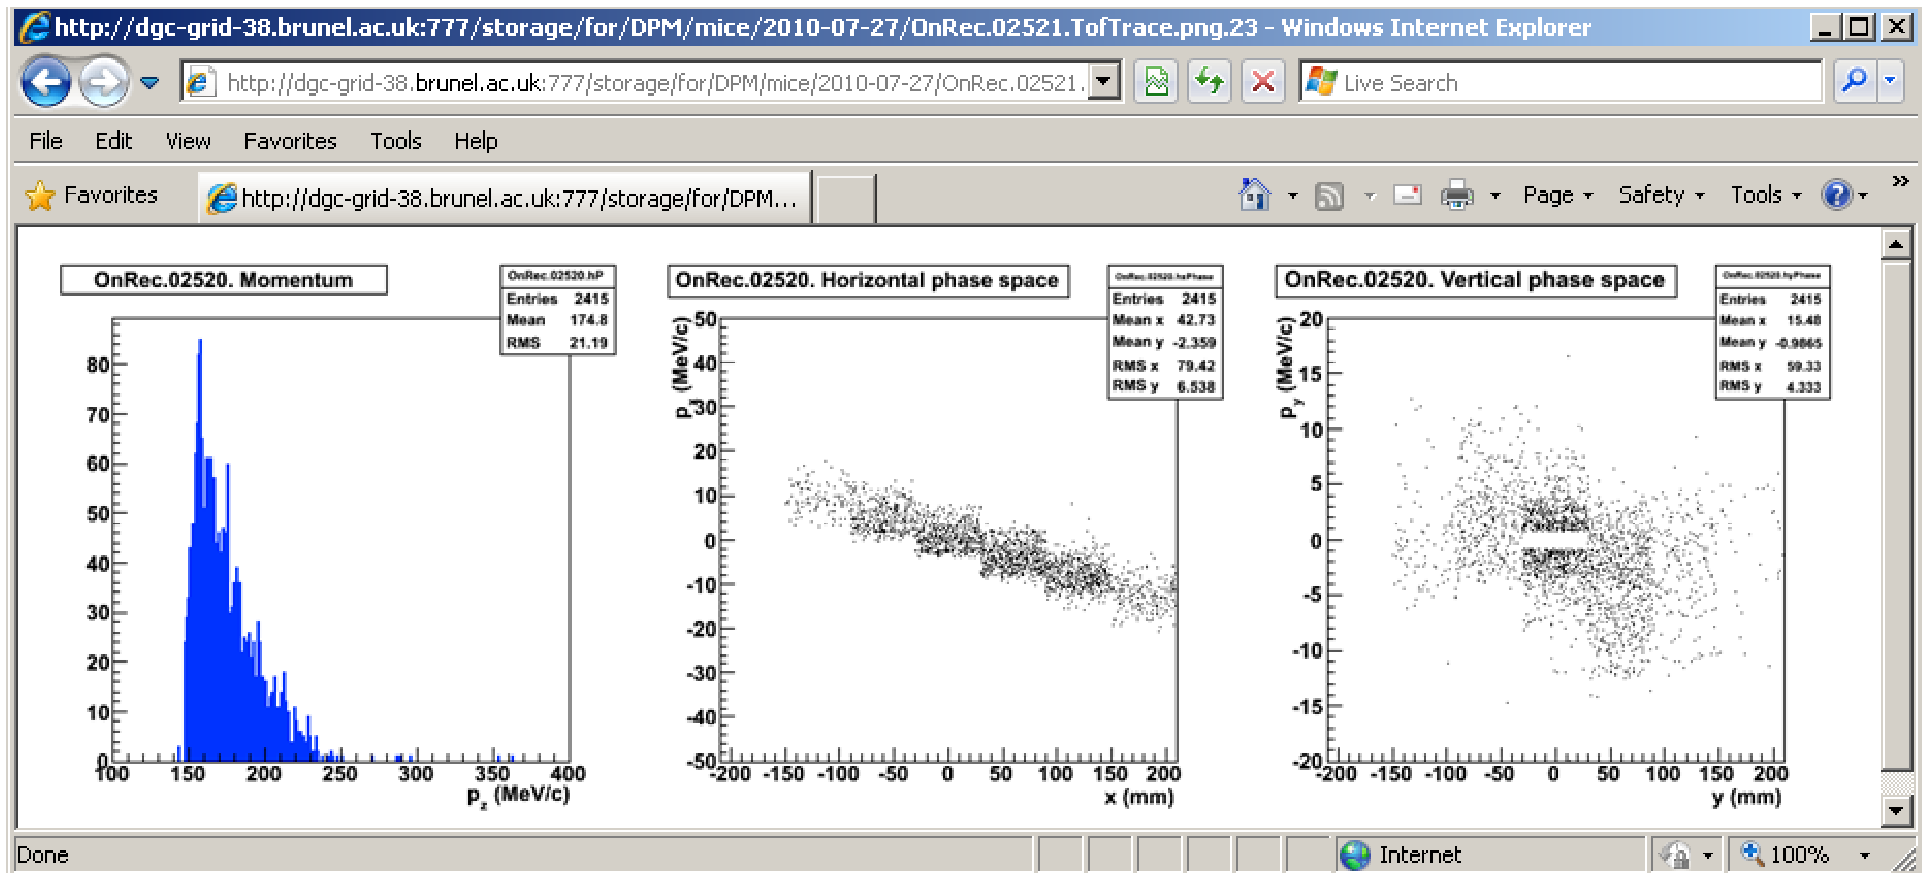 http://dgc-grid-38.brunel.ac.uk:777/storage/for/DPM/mice/2010-07-27/OnRec.02521.TofTrace.png.23 - Windows Internet Explorer
http://dgc-grid-38.brunel.ac.uk:777/storage/for/DPM/mice/2010-07-27/OnRec.02521.
Live Search
File Edit View Favorites Tools Help
Favorites
http://dgc-grid-38.brunel.ac.uk:777/storage/for/DPM...
Page Safety Tools
OnRec.02520. Momentum
OnRec.02520.hP
Entries 2415
Mean 174.8
RMS 21.19
80
70
60
50
40
30
20
10
0
100 150 200 250 300 350 400
p_z (MeV/c)
OnRec.02520. Horizontal phase space
OnRec.02520.hxPhase
Entries 2415
Mean x 42.73
Mean y -2.359
RMS x 79.42
RMS y 6.538
(MeV/c)
50
40
30
20
10
0
-10
-20
-30
-40
-50
-200 -150 -100 -50 0 50 100 150 200
x (mm)
OnRec.02520. Vertical phase space
OnRec.02520.hyPhase
Entries 2415
Mean x 15.48
Mean y -0.9865
RMS x 59.33
RMS y 4.333
p_y (MeV/c)
20
15
10
5
0
-5
-10
-15
-20
-200 -150 -100 -50 0 50 100 150 200
y (mm)
Done
Internet
100%